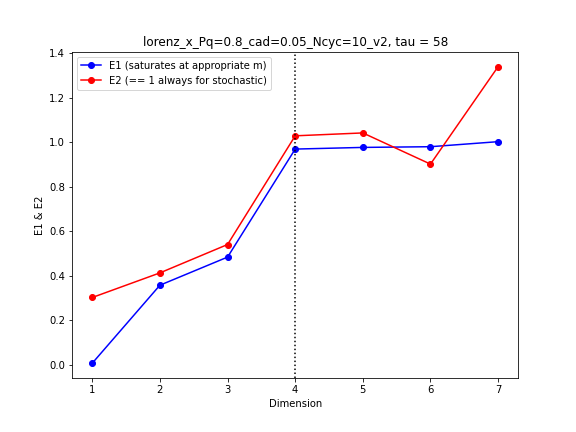 lorenz_x_Pq=0.8_cad=0.05_Ncyc=10_v2, tau = 58
E1 (saturates at appropriate m)
E2 (== 1 always for stochastic)
E1 & E2
1.4
1.2
1.0
0.8
0.6
0.4
0.2
0.0
1 2 3 4 5 6 7
Dimension